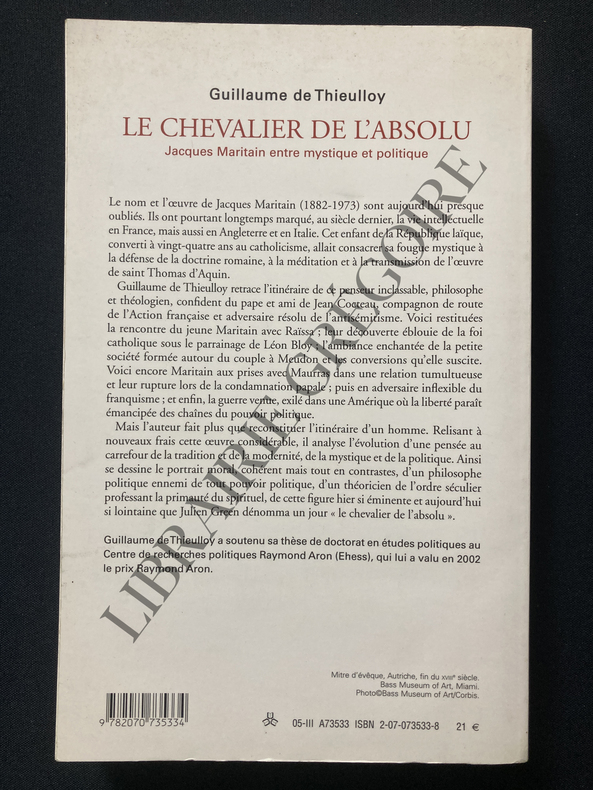 Guillaume de Thieulloy
LE CHEVALIER DE L'ABSOLU
Jacques Maritain entre mystique et politique
Le nom et l'œuvre de Jacques Maritain (1882-1973) sont aujourd'hui presque
oubliés. Ils ont pourtant longtemps marqué, au siècle dernier, la vie intellectuelle
en France, mais aussi en Angleterre et en Italie. Cet enfant de la République laïque,
converti à vingt-quatre ans au catholicisme, allait consacrer sa fougue mystique à
la défense de la doctrine romaine, à la méditation et à la transmission de l'œuvre
de saint Thomas d'Aquin.
Guillaume de Thieulloy retrace l'itinéraire de ce penseur inclassable, philosophe
et théologien, confident du pape et ami de Jean Cocteau, compagnon de route
de l'Action française et adversaire résolu de l'antisémitisme. Voici restituées
la rencontre du jeune Maritain avec Raïssa ; leur découverte éblouie de la foi
catholique sous le parrainage de Léon Bloy ; l'ambiance enchantée de la petite
société formée autour du couple à Meudon et les conversions qu'elle suscite.
Voici encore Maritain aux prises avec Maurras dans une relation tumultueuse
et leur rupture lors de la condamnation papale ; puis en adversaire inflexible du
franquisme ; et enfin, la guerre venue, exilé dans une Amérique où la liberté paraît
émancipée des chaînes du pouvoir politique.
Mais l'auteur fait plus que reconstituer l'itinéraire d'un homme. Relisant à
nouveaux frais cette œuvre considérable, il analyse l'évolution d'une pensée au
carrefour de la tradition et de la modernité, de la mystique et de la politique. Ainsi
se dessine le portrait moral, cohérent mais tout en contrastes, d'un philosophe
politique ennemi de tout pouvoir politique, d'un théoricien de l'ordre séculier
professant la primauté du spirituel, de cette figure hier si éminente et aujourd'hui
si lointaine que Julien Green dénomma un jour « le chevalier de l'absolu ».
Guillaume de Thieulloy a soutenu sa thèse de doctorat en études politiques au
Centre de recherches politiques Raymond Aron (Ehess), qui lui a valu en 2002
le prix Raymond Aron.
LIBRAIRIE GRÉGOIRE
Mitre d'évêque, Autriche, fin du XVIIIe siècle.
Bass Museum of Art, Miami.
Photo©Bass Museum of Art/Corbis.
9 782070 735334
05-III A73533 ISBN 2-07-073533-8 21 €